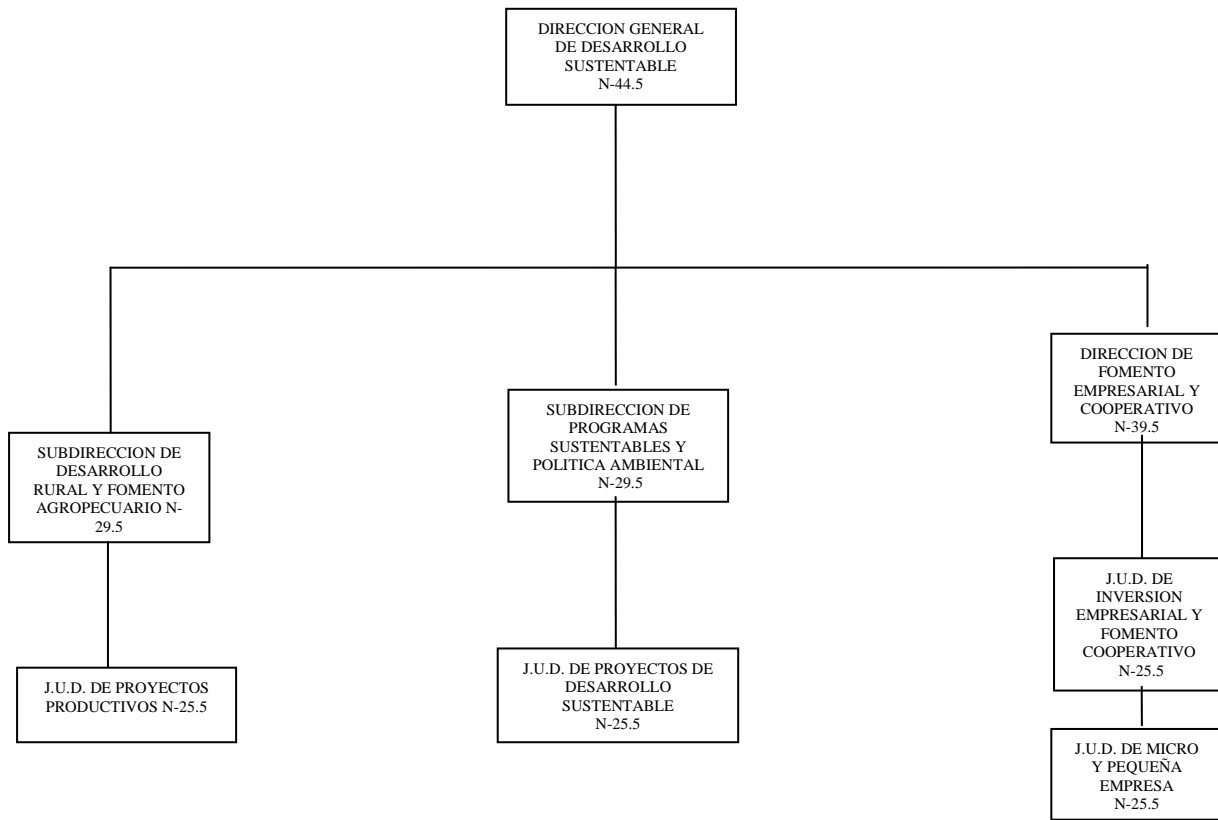 DIRECCION GENERAL
DE DESARROLLO
SUSTENTABLE
N-44.5
SUBDIRECCION DE
DESARROLLO
RURAL Y FOMENTO
AGROPECUARIO N-
29.5
SUBDIRECCION DE
PROGRAMAS
SUSTENTABLES Y
POLITICA AMBIENTAL
N-29.5
DIRECCION DE
FOMENTO
EMPRESARIAL Y
COOPERATIVO
N-39.5
J.U.D. DE PROYECTOS
PRODUCTIVOS N-25.5
J.U.D. DE PROYECTOS DE
DESARROLLO
SUSTENTABLE
N-25.5
J.U.D. DE
INVERSION
EMPRESARIAL Y
FOMENTO
COOPERATIVO
N-25.5
J.U.D. DE MICRO
Y PEQUEÑA
EMPRESA
N-25.5